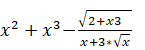 x² + x³ − √(2+x3) / (x+3*√x)